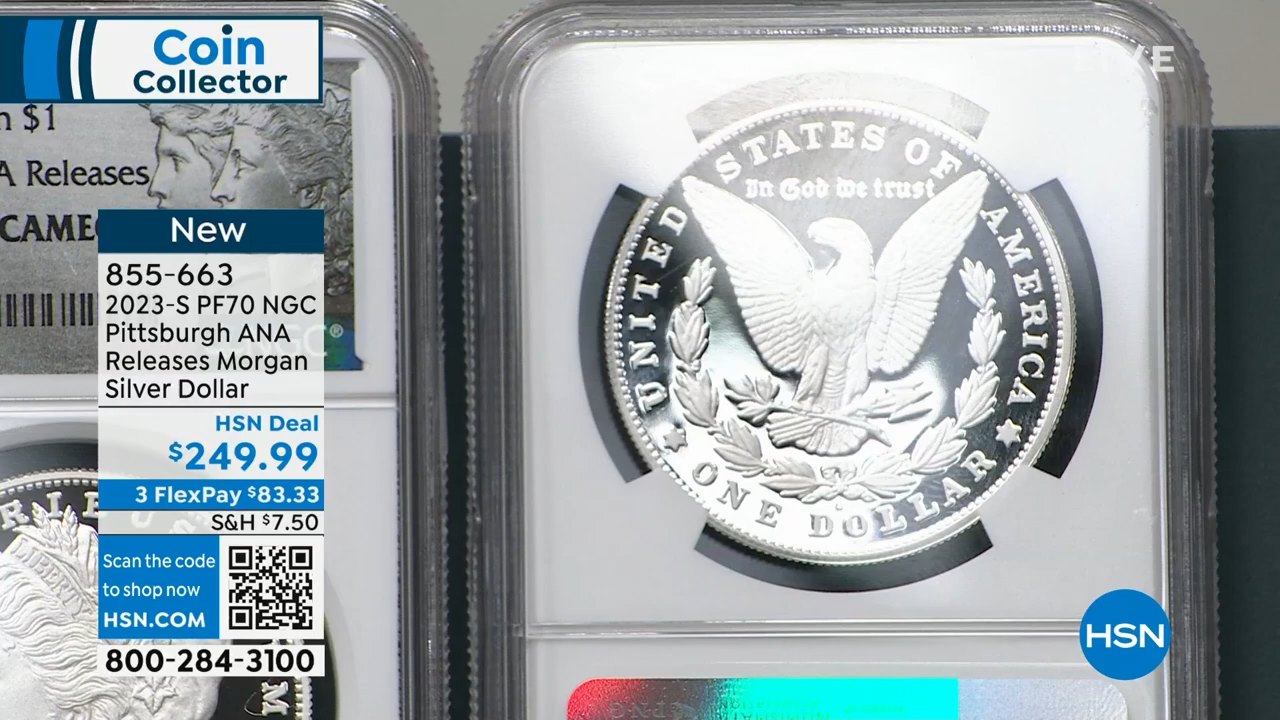 Coin
Collector
LIVE
n $1
A Releases
CAME
New
855-663
2023-S PF70 NGC
Pittsburgh ANA
Releases Morgan
Silver Dollar
HSN Deal
$249.99
3 FlexPay $83.33
S&H $7.50
Scan the code
to shop now
HSN.COM
800-284-3100
UNITED STATES OF AMERICA
In God we trust
ONE DOLLAR
HSN